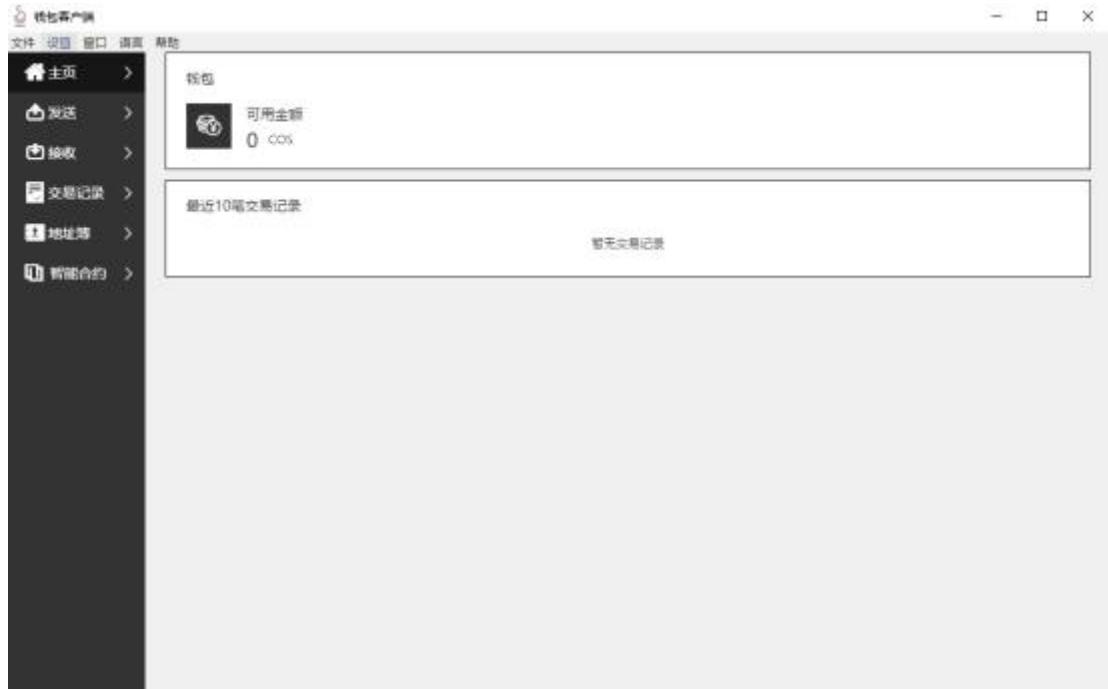 钱包客户端
文件 设置 窗口 语言 帮助
主页
发送
接收
交易记录
地址簿
智能合约
钱包
可用金额
0 COS
最近10笔交易记录
暂无交易记录